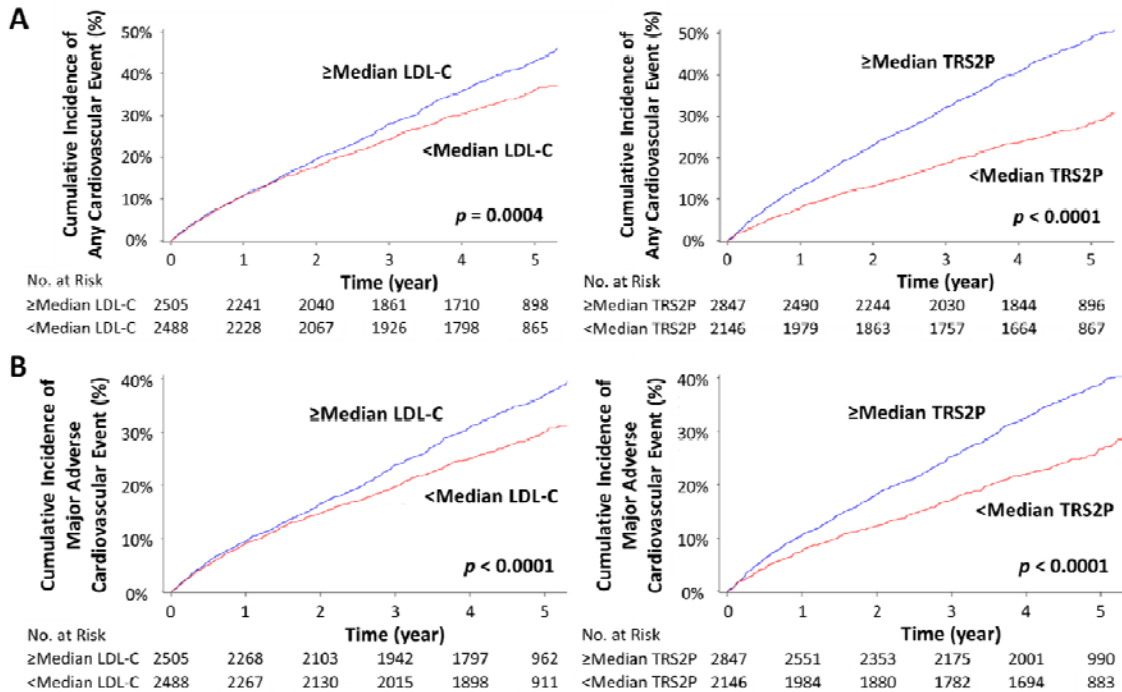 A
Cumulative Incidence of
Any Cardiovascular Event (%)
50%
40%
30%
20%
10%
0%
≥Median LDL-C
<Median LDL-C
p = 0.0004
0 1 2 3 4 5
Time (year)
No. at Risk
≥Median LDL-C 2505 2241 2040 1861 1710 898
<Median LDL-C 2488 2228 2067 1926 1798 865
Cumulative Incidence of
Any Cardiovascular Event (%)
50%
40%
30%
20%
10%
0%
≥Median TRS2P
<Median TRS2P
p < 0.0001
0 1 2 3 4 5
Time (year)
No. at Risk
≥Median TRS2P 2847 2490 2244 2030 1844 896
<Median TRS2P 2146 1979 1863 1757 1664 867
B
Cumulative Incidence of
Major Adverse
Cardiovascular Event (%)
40%
30%
20%
10%
0%
≥Median LDL-C
<Median LDL-C
p < 0.0001
0 1 2 3 4 5
Time (year)
No. at Risk
≥Median LDL-C 2505 2268 2103 1942 1797 962
<Median LDL-C 2488 2267 2130 2015 1898 911
Cumulative Incidence of
Major Adverse
Cardiovascular Event (%)
40%
30%
20%
10%
0%
≥Median TRS2P
<Median TRS2P
p < 0.0001
0 1 2 3 4 5
Time (year)
No. at Risk
≥Median TRS2P 2847 2551 2353 2175 2001 990
<Median TRS2P 2146 1984 1880 1782 1694 883